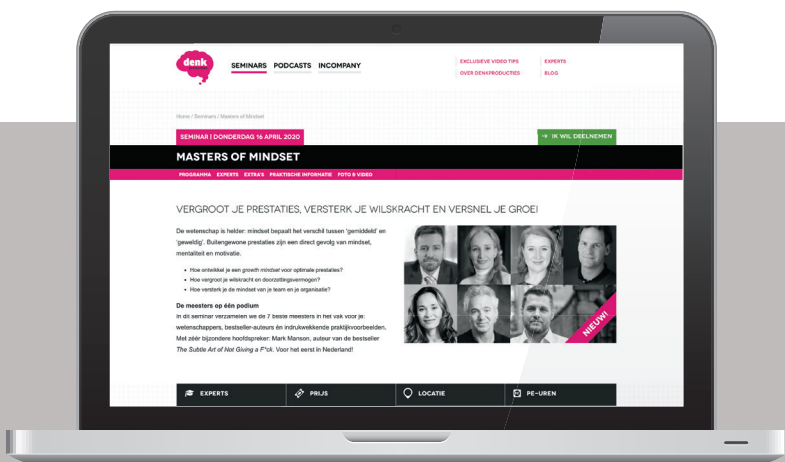 denk
SEMINARS PODCASTS INCOMPANY
EXCLUSIEVE VIDEO TIPS
EXPERTS
OVER DENKPRODUCTIES
BLOG
Home / Seminars / Masters of Mindset
SEMINAR | DONDERDAG 16 APRIL 2020
→ IK WIL DEELNEMEN
MASTERS OF MINDSET
PROGRAMMA EXPERTS EXTRA'S PRAKTISCHE INFORMATIE FOTO & VIDEO
VERGROOT JE PRESTATIES, VERSTERK JE WILSKRACHT EN VERSNEL JE GROEI
De wetenschap is helder: mindset bepaalt het verschil tussen 'gemiddeld' en
'geweldig'. Buitengewone prestaties zijn een direct gevolg van mindset,
mentaliteit en motivatie.
• Hoe ontwikkel je een growth mindset voor optimale prestaties?
• Hoe vergroot je wilskracht en doorzettingsvermogen?
• Hoe versterk je de mindset van je team en je organisatie?
De meesters op één podium
In dit seminar verzamelen we de 7 beste meesters in het vak voor je:
wetenschappers, bestseller-auteurs én indrukwekkende praktijkvoorbeelden.
Met zéér bijzondere hoofdspreker: Mark Manson, auteur van de bestseller
The Subtle Art of Not Giving a F*ck. Voor het eerst in Nederland!
NIEUW!
EXPERTS
PRIJS
LOCATIE
PE-UREN